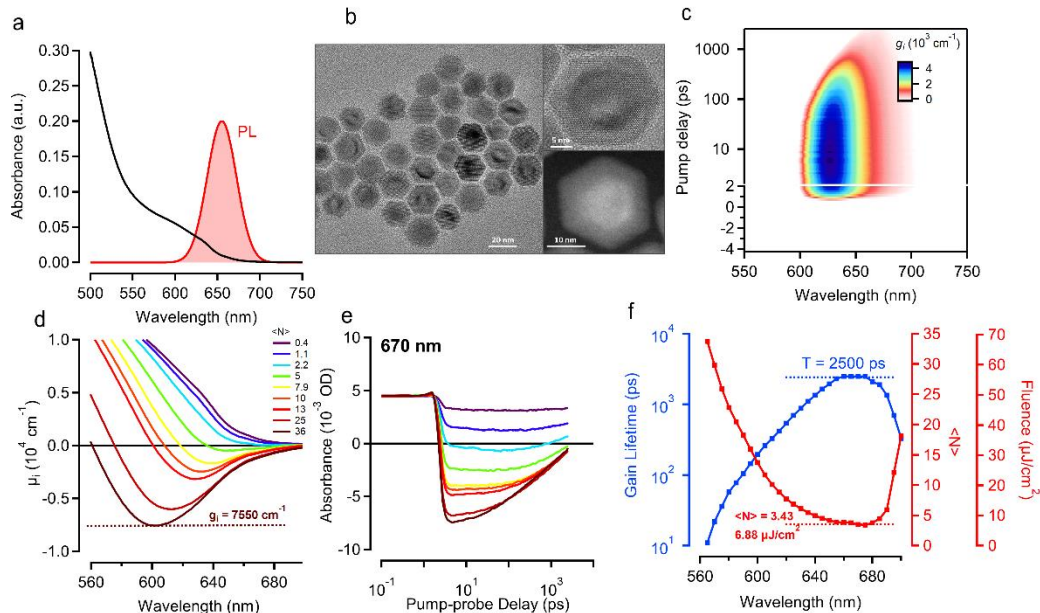 a
0.30
0.25
0.20
0.15
0.10
0.05
0.00
Absorbance (a.u.)
PL
500 550 600 650 700 750
Wavelength (nm)
b
20 nm
5 nm
10 nm
c
1000
100
10
2
0
-2
-4
Pump delay (ps)
gi (10³ cm⁻¹)
4
2
0
550 600 650 700 750
Wavelength (nm)
d
1.0
0.5
0.0
-0.5
-1.0
μi (10⁴ cm⁻¹)
<N>
0.4
1.1
2.2
5
7.9
10
13
25
36
gi = 7550 cm⁻¹
560 600 640 680
Wavelength (nm)
e
670 nm
10
5
0
-5
-10
Absorbance (10⁻³ OD)
10⁻¹ 10¹ 10³
Pump-probe Delay (ps)
f
10⁴
10³
10²
10¹
Gain Lifetime (ps)
T = 2500 ps
<N> = 3.43
6.88 μJ/cm²
35
30
25
20
15
10
5
0
<N>
70
60
50
40
30
20
10
0
Fluence (μJ/cm²)
560 600 640 680
Wavelength (nm)